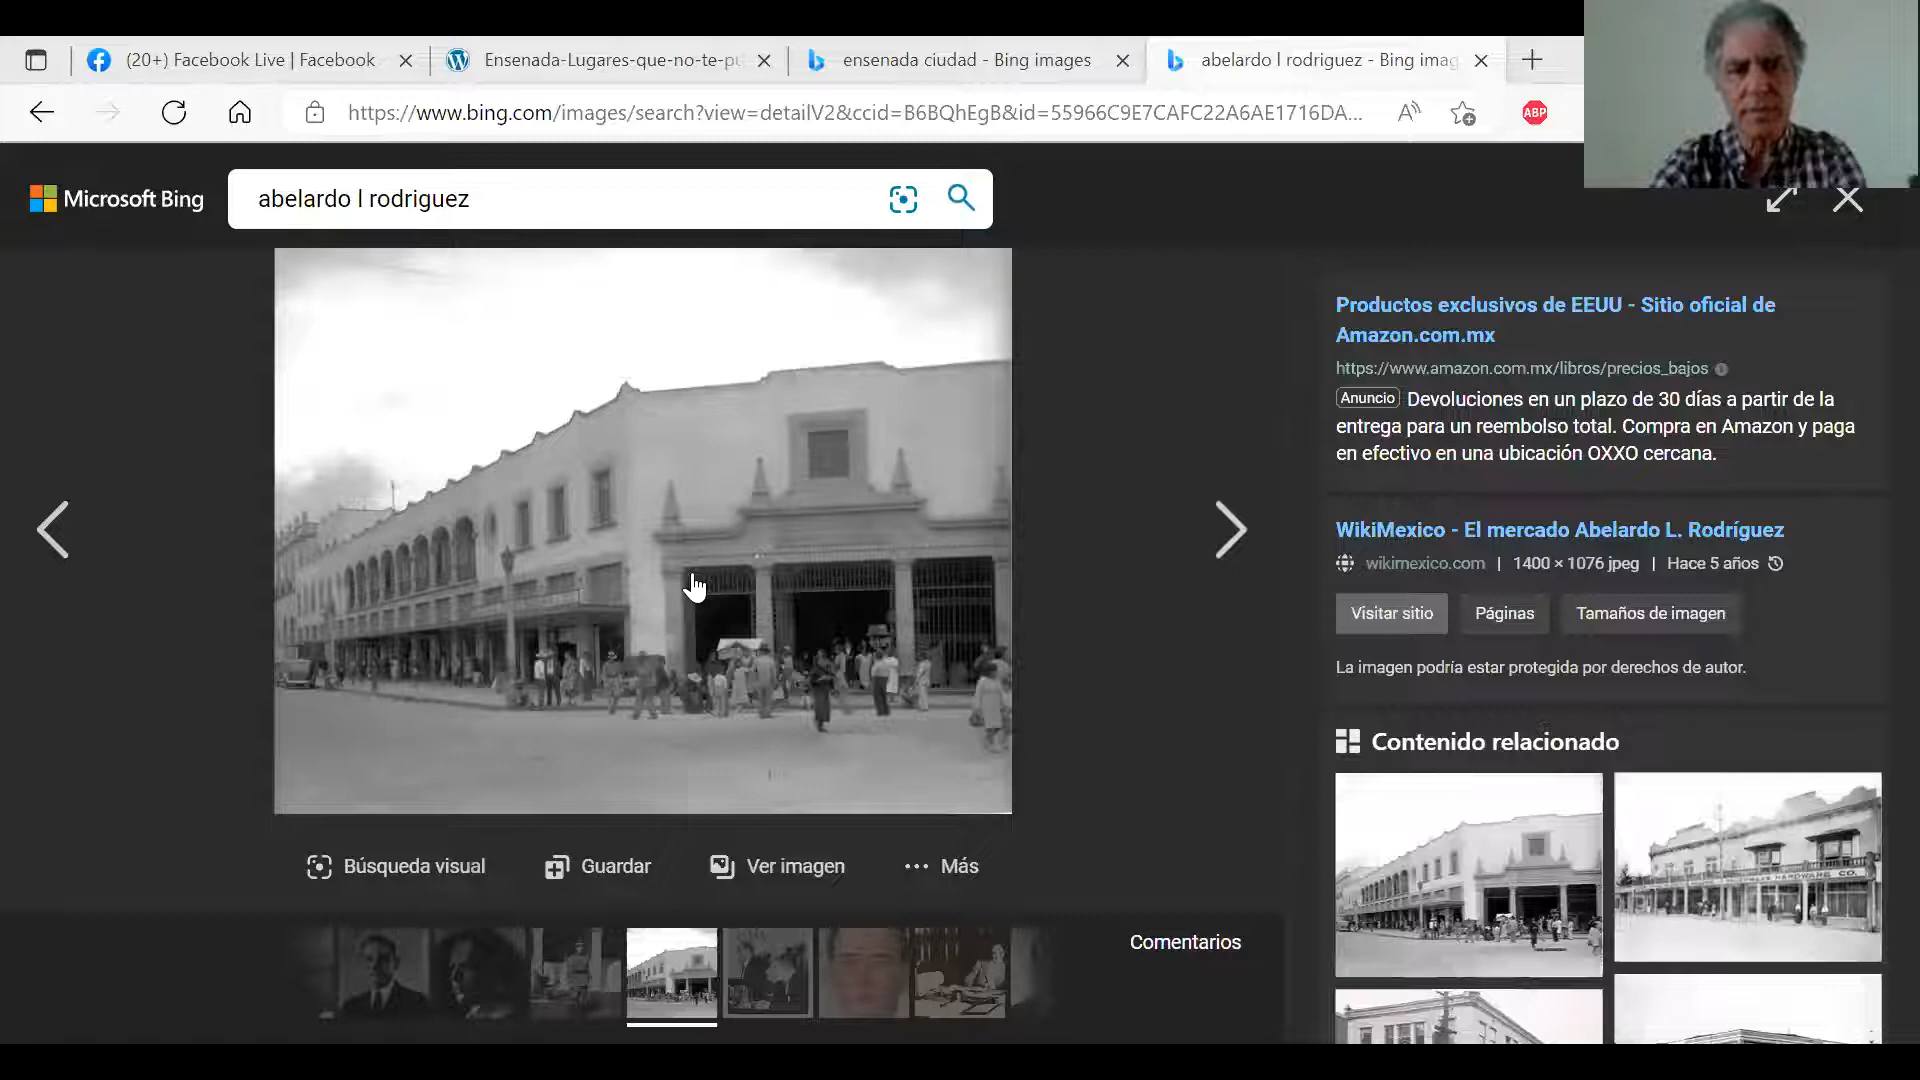 (20+) Facebook Live | Facebook
Ensenada-Lugares-que-no-te-pu
ensenada ciudad - Bing images
abelardo l rodriguez - Bing imag
https://www.bing.com/images/search?view=detailV2&ccid=B6BQhEgB&id=55966C9E7CAFC22A6AE1716DA...
ABP
Microsoft Bing
abelardo l rodriguez
Productos exclusivos de EEUU - Sitio oficial de
Amazon.com.mx
https://www.amazon.com.mx/libros/precios_bajos
Anuncio Devoluciones en un plazo de 30 días a partir de la
entrega para un reembolso total. Compra en Amazon y paga
en efectivo en una ubicación OXXO cercana.
WikiMexico - El mercado Abelardo L. Rodríguez
wikimexico.com | 1400 × 1076 jpeg | Hace 5 años
Visitar sitio Páginas Tamaños de imagen
La imagen podría estar protegida por derechos de autor.
Contenido relacionado
HARDWARE CO.
Búsqueda visual Guardar Ver imagen ... Más
Comentarios